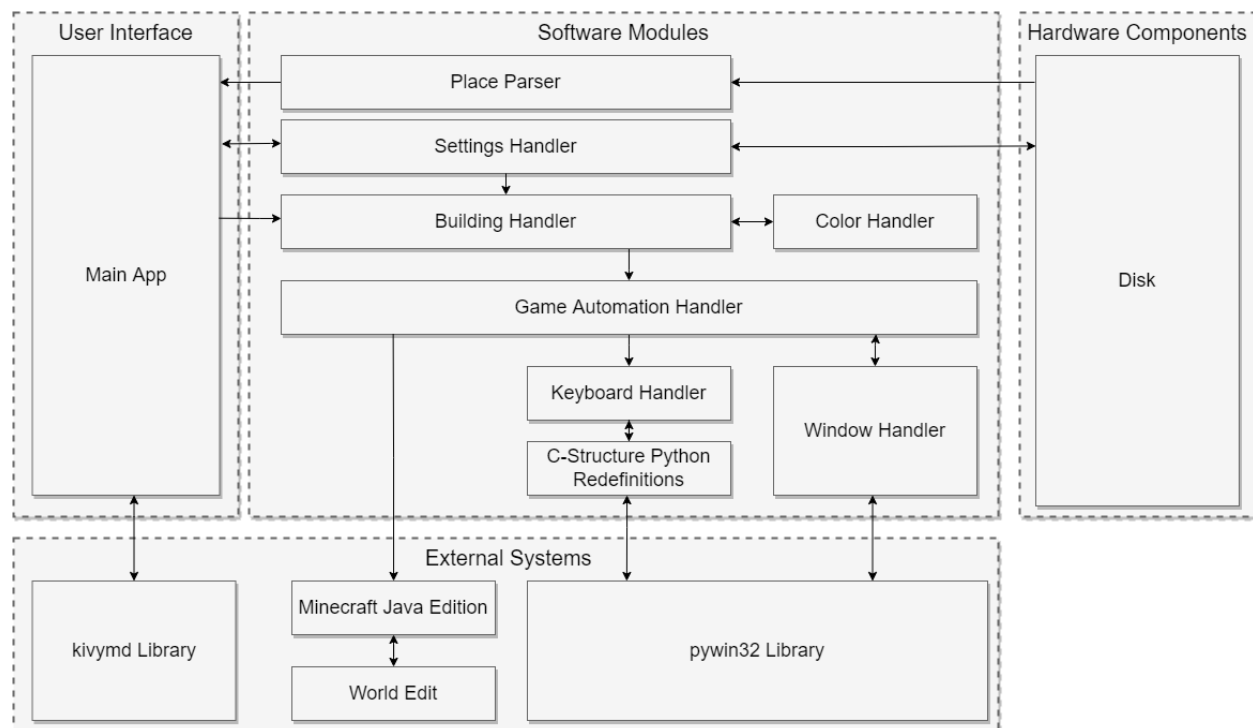 User Interface
Software Modules
Hardware Components
Place Parser
Settings Handler
Building Handler
Color Handler
Main App
Disk
Game Automation Handler
Keyboard Handler
Window Handler
C-Structure Python
Redefinitions
External Systems
Minecraft Java Edition
kivymd Library
pywin32 Library
World Edit